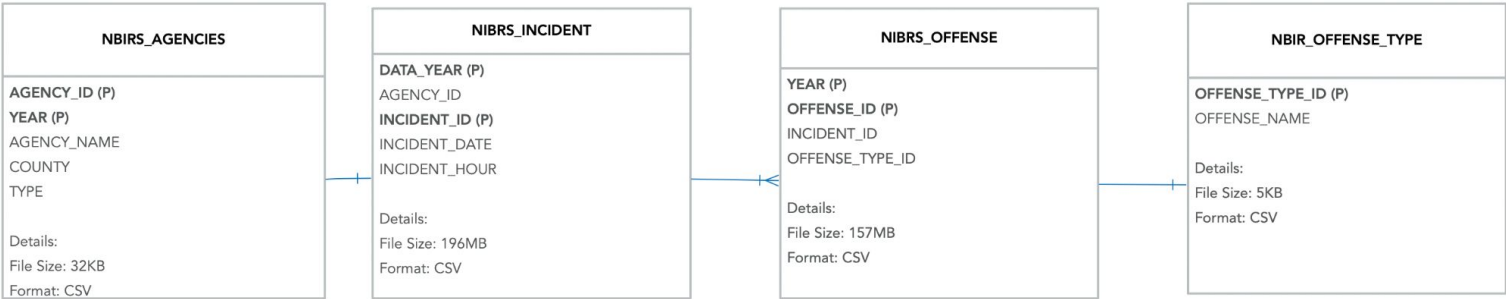 NBIRS_AGENCIES
AGENCY_ID (P)
YEAR (P)
AGENCY_NAME
COUNTY
TYPE
Details:
File Size: 32KB
Format: CSV
NIBRS_INCIDENT
DATA_YEAR (P)
AGENCY_ID
INCIDENT_ID (P)
INCIDENT_DATE
INCIDENT_HOUR
Details:
File Size: 196MB
Format: CSV
NIBRS_OFFENSE
YEAR (P)
OFFENSE_ID (P)
INCIDENT_ID
OFFENSE_TYPE_ID
Details:
File Size: 157MB
Format: CSV
NBIR_OFFENSE_TYPE
OFFENSE_TYPE_ID (P)
OFFENSE_NAME
Details:
File Size: 5KB
Format: CSV